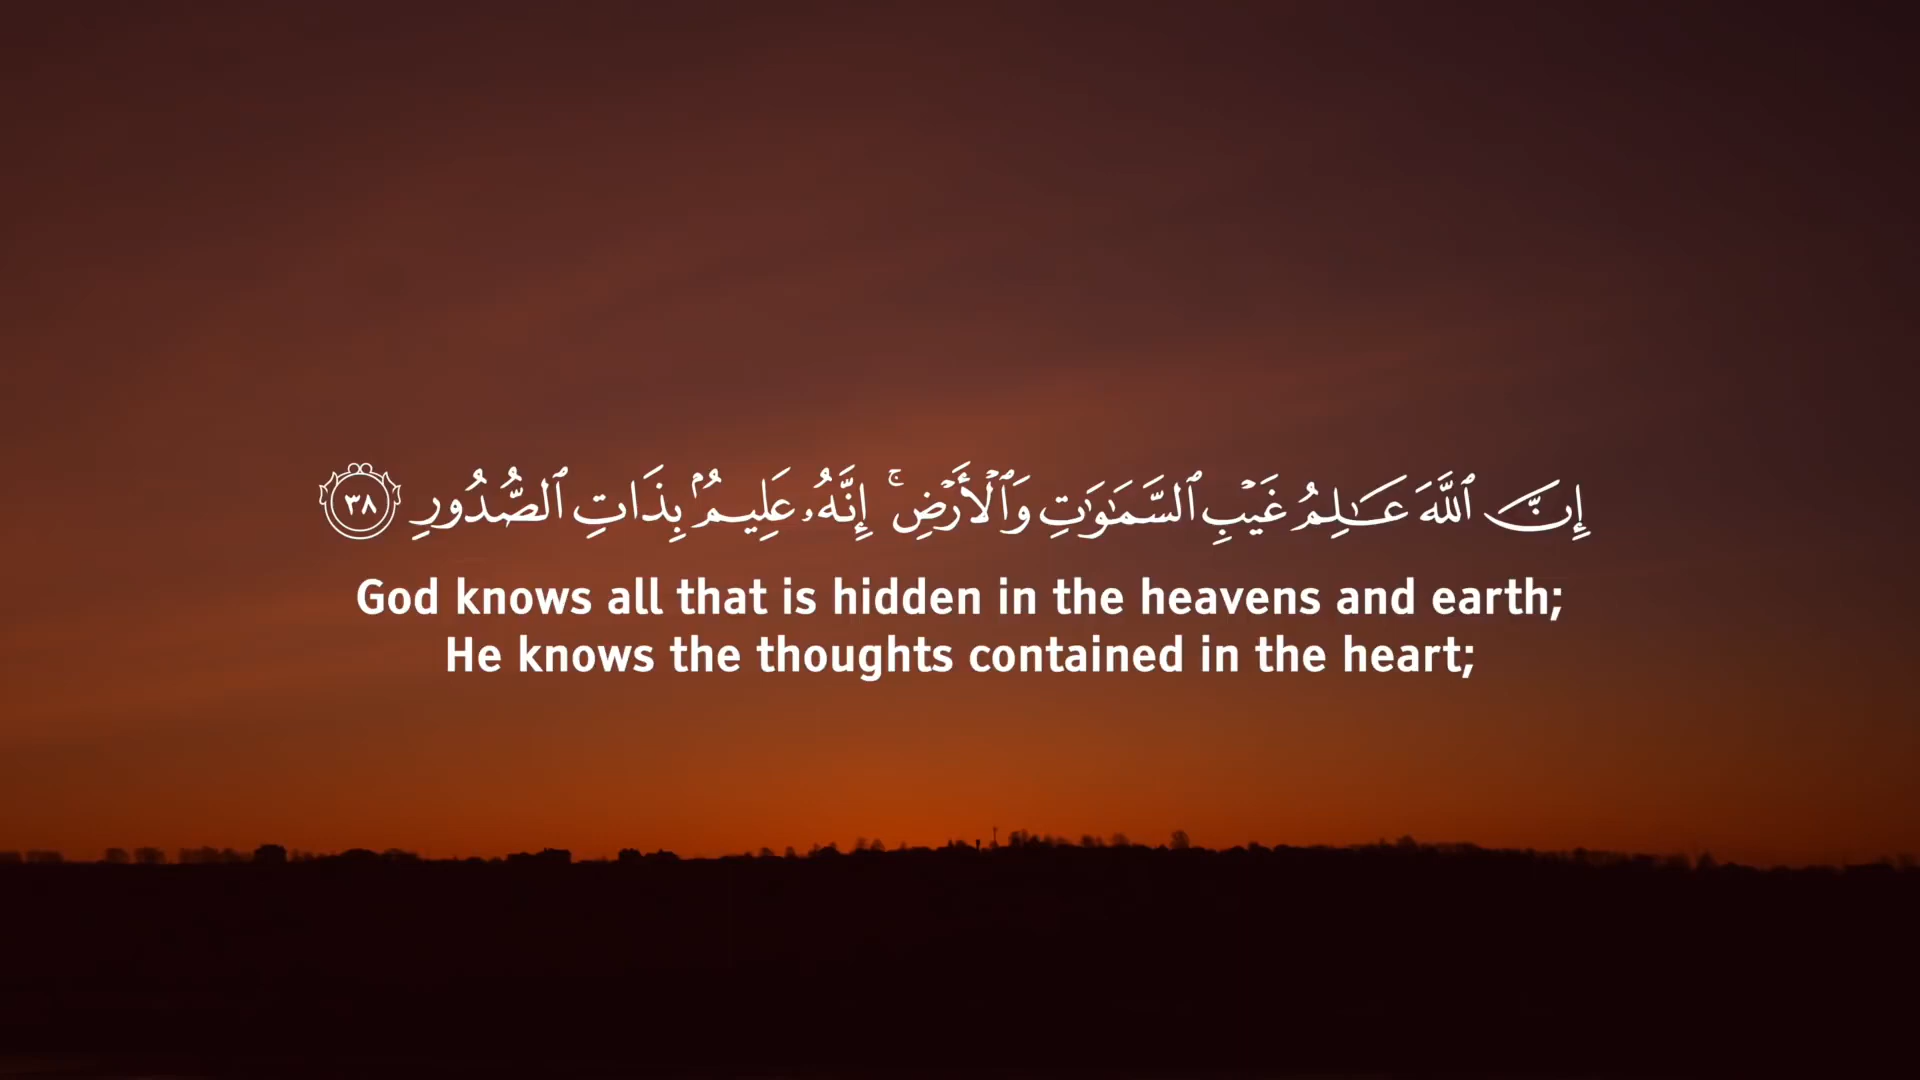 إِنَّ ٱللَّهَ عَـٰلِمُ غَيْبِ ٱلسَّمَـٰوَٰتِ وَٱلْأَرْضِ ۚ إِنَّهُۥ عَلِيمٌۢ بِذَاتِ ٱلصُّدُورِ ٣٨
God knows all that is hidden in the heavens and earth;
He knows the thoughts contained in the heart;